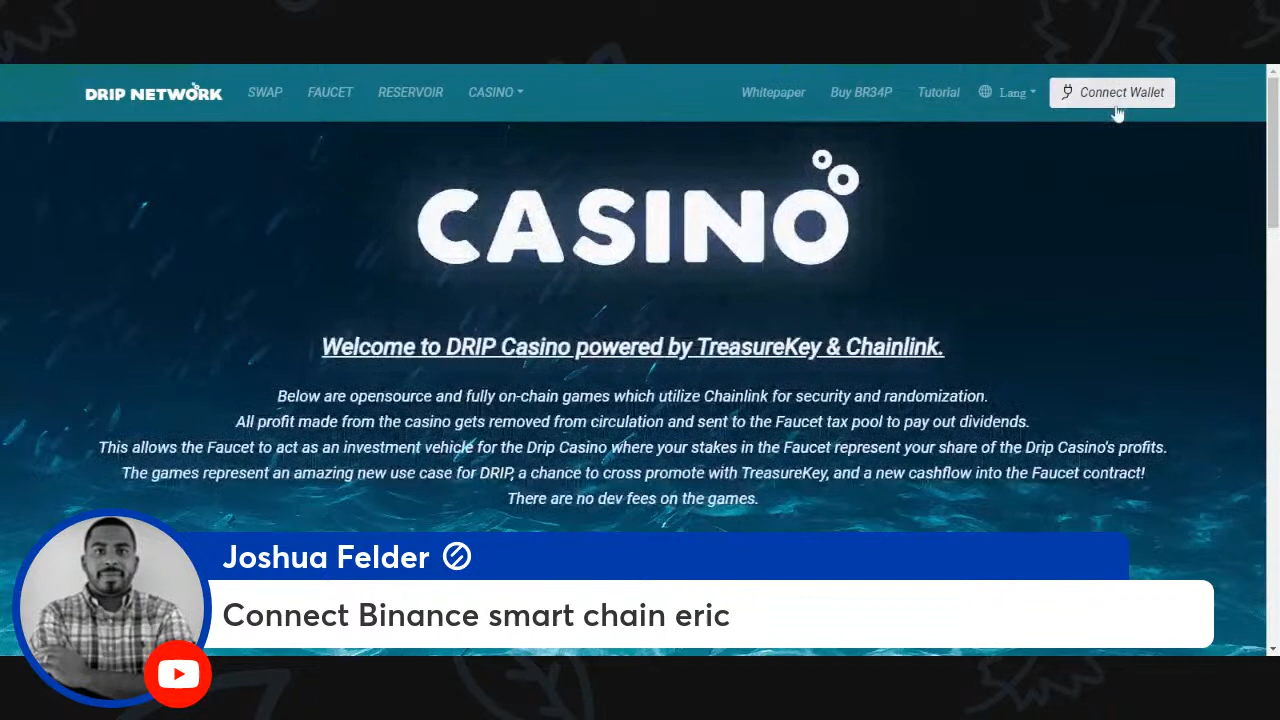 DRIP NETWORK SWAP FAUCET RESERVOIR CASINO Whitepaper Buy BR34P Tutorial Lang Connect Wallet
CASINO
Welcome to DRIP Casino powered by TreasureKey & Chainlink.
Below are opensource and fully on-chain games which utilize Chainlink for security and randomization.
All profit made from the casino gets removed from circulation and sent to the Faucet tax pool to pay out dividends.
This allows the Faucet to act as an investment vehicle for the Drip Casino where your stakes in the Faucet represent your share of the Drip Casino's profits.
The games represent an amazing new use case for DRIP, a chance to cross promote with TreasureKey, and a new cashflow into the Faucet contract!
There are no dev fees on the games.
Joshua Felder
Connect Binance smart chain eric